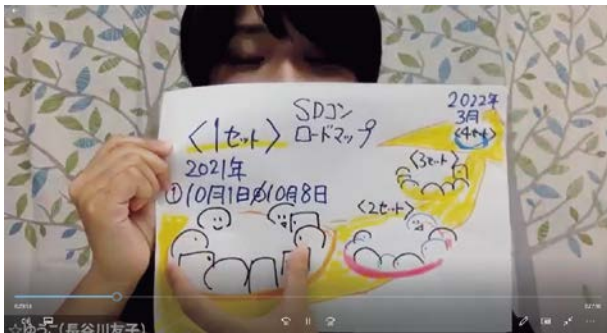 SDコン
ロードマップ
<1セット>
2021年
①10月1日②10月8日
2022年
3月
<4セット>
<3セット>
<2セット>
☆ゆうこ(長谷川友子)